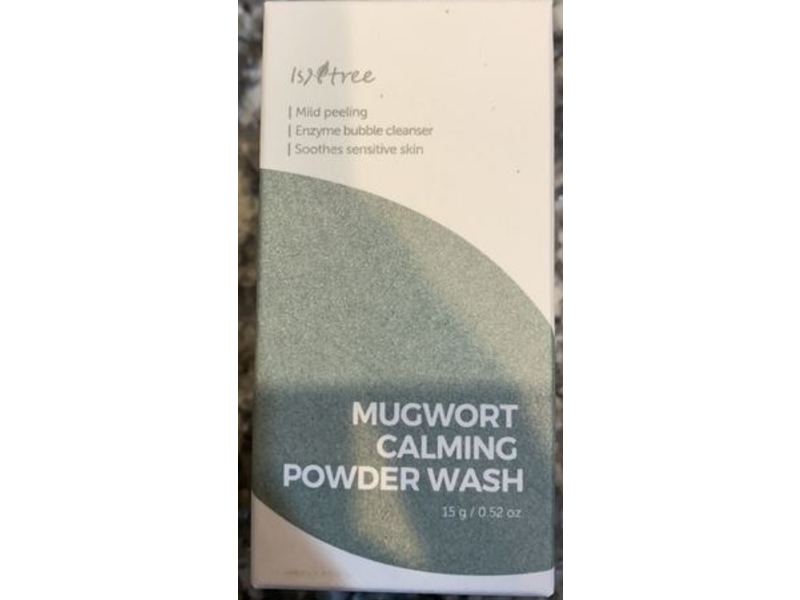 Isntree
| Mild peeling
| Enzyme bubble cleanser
| Soothes sensitive skin
MUGWORT
CALMING
POWDER WASH
15 g / 0.52 oz